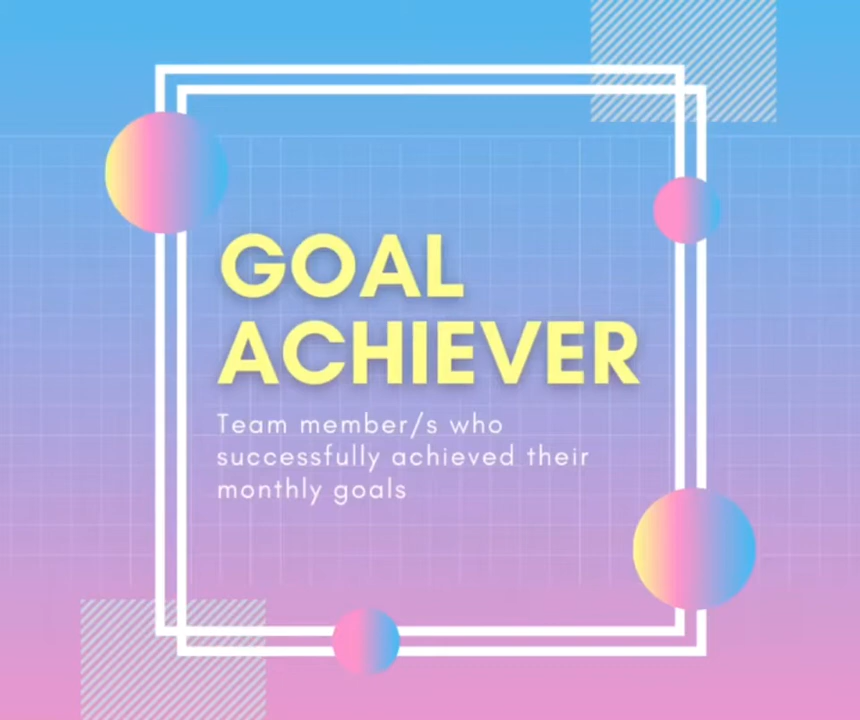 GOAL
ACHIEVER
Team member/s who
successfully achieved their
monthly goals